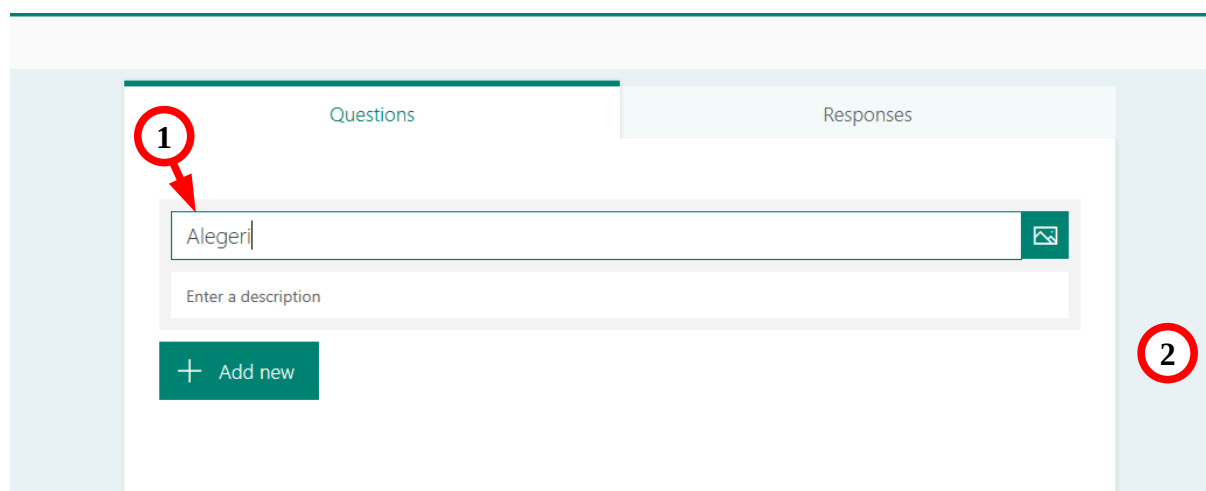 Questions
Responses
1
Alegeri
Enter a description
2
Add new